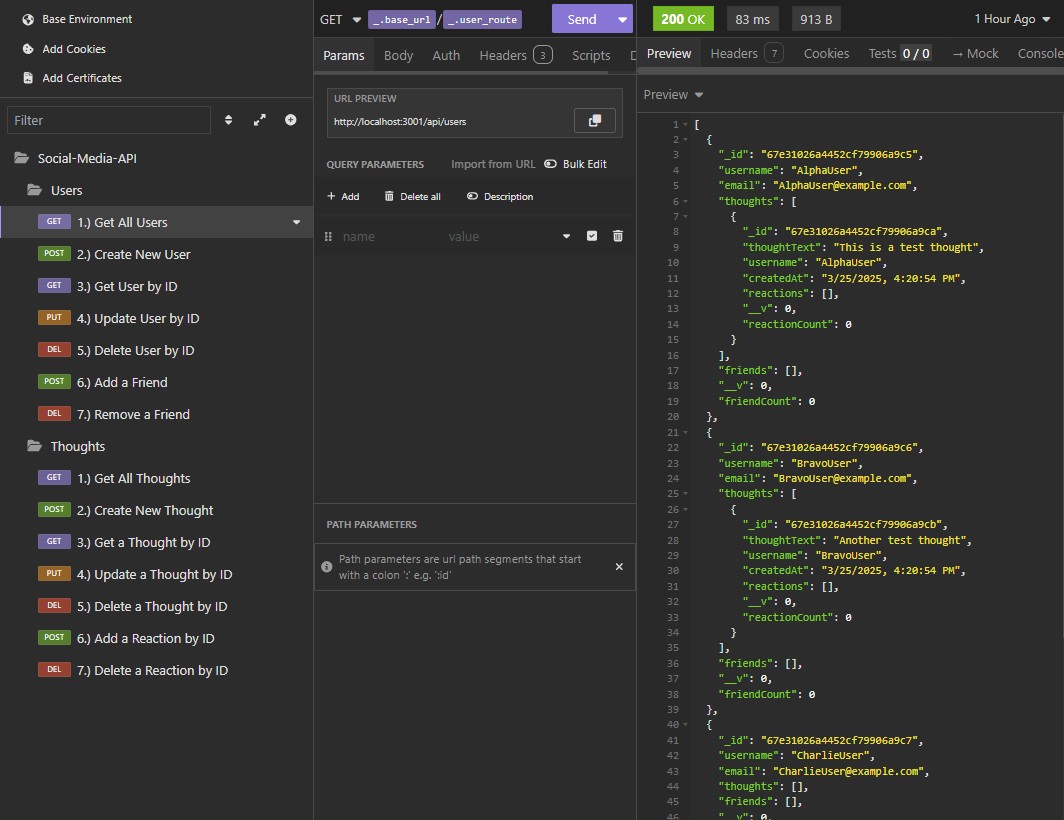 Base Environment
Add Cookies
Add Certificates
Filter
Social-Media-API
Users
GET 1.) Get All Users
POST 2.) Create New User
GET 3.) Get User by ID
PUT 4.) Update User by ID
DEL 5.) Delete User by ID
POST 6.) Add a Friend
DEL 7.) Remove a Friend
Thoughts
GET 1.) Get All Thoughts
POST 2.) Create New Thought
GET 3.) Get a Thought by ID
PUT 4.) Update a Thought by ID
DEL 5.) Delete a Thought by ID
POST 6.) Add a Reaction by ID
DEL 7.) Delete a Reaction by ID
GET _.base_url / _.user_route Send
Params Body Auth Headers 3 Scripts D
URL PREVIEW
http://localhost:3001/api/users
QUERY PARAMETERS Import from URL Bulk Edit
+ Add Delete all Description
name value
PATH PARAMETERS
Path parameters are url path segments that start
with a colon ':' e.g. ':id'
200 OK 83 ms 913 B 1 Hour Ago
Preview Headers 7 Cookies Tests 0 / 0 → Mock Console
Preview
1 [
2 {
3 "_id": "67e31026a4452cf79906a9c5",
4 "username": "AlphaUser",
5 "email": "AlphaUser@example.com",
6 "thoughts": [
7 {
8 "_id": "67e31026a4452cf79906a9ca",
9 "thoughtText": "This is a test thought",
10 "username": "AlphaUser",
11 "createdAt": "3/25/2025, 4:20:54 PM",
12 "reactions": [],
13 "__v": 0,
14 "reactionCount": 0
15 }
16 ],
17 "friends": [],
18 "__v": 0,
19 "friendCount": 0
20 },
21 {
22 "_id": "67e31026a4452cf79906a9c6",
23 "username": "BravoUser",
24 "email": "BravoUser@example.com",
25 "thoughts": [
26 {
27 "_id": "67e31026a4452cf79906a9cb",
28 "thoughtText": "Another test thought",
29 "username": "BravoUser",
30 "createdAt": "3/25/2025, 4:20:54 PM",
31 "reactions": [],
32 "__v": 0,
33 "reactionCount": 0
34 }
35 ],
36 "friends": [],
37 "__v": 0,
38 "friendCount": 0
39 },
40 {
41 "_id": "67e31026a4452cf79906a9c7",
42 "username": "CharlieUser",
43 "email": "CharlieUser@example.com",
44 "thoughts": [],
45 "friends": [],
46 "__v": 0,